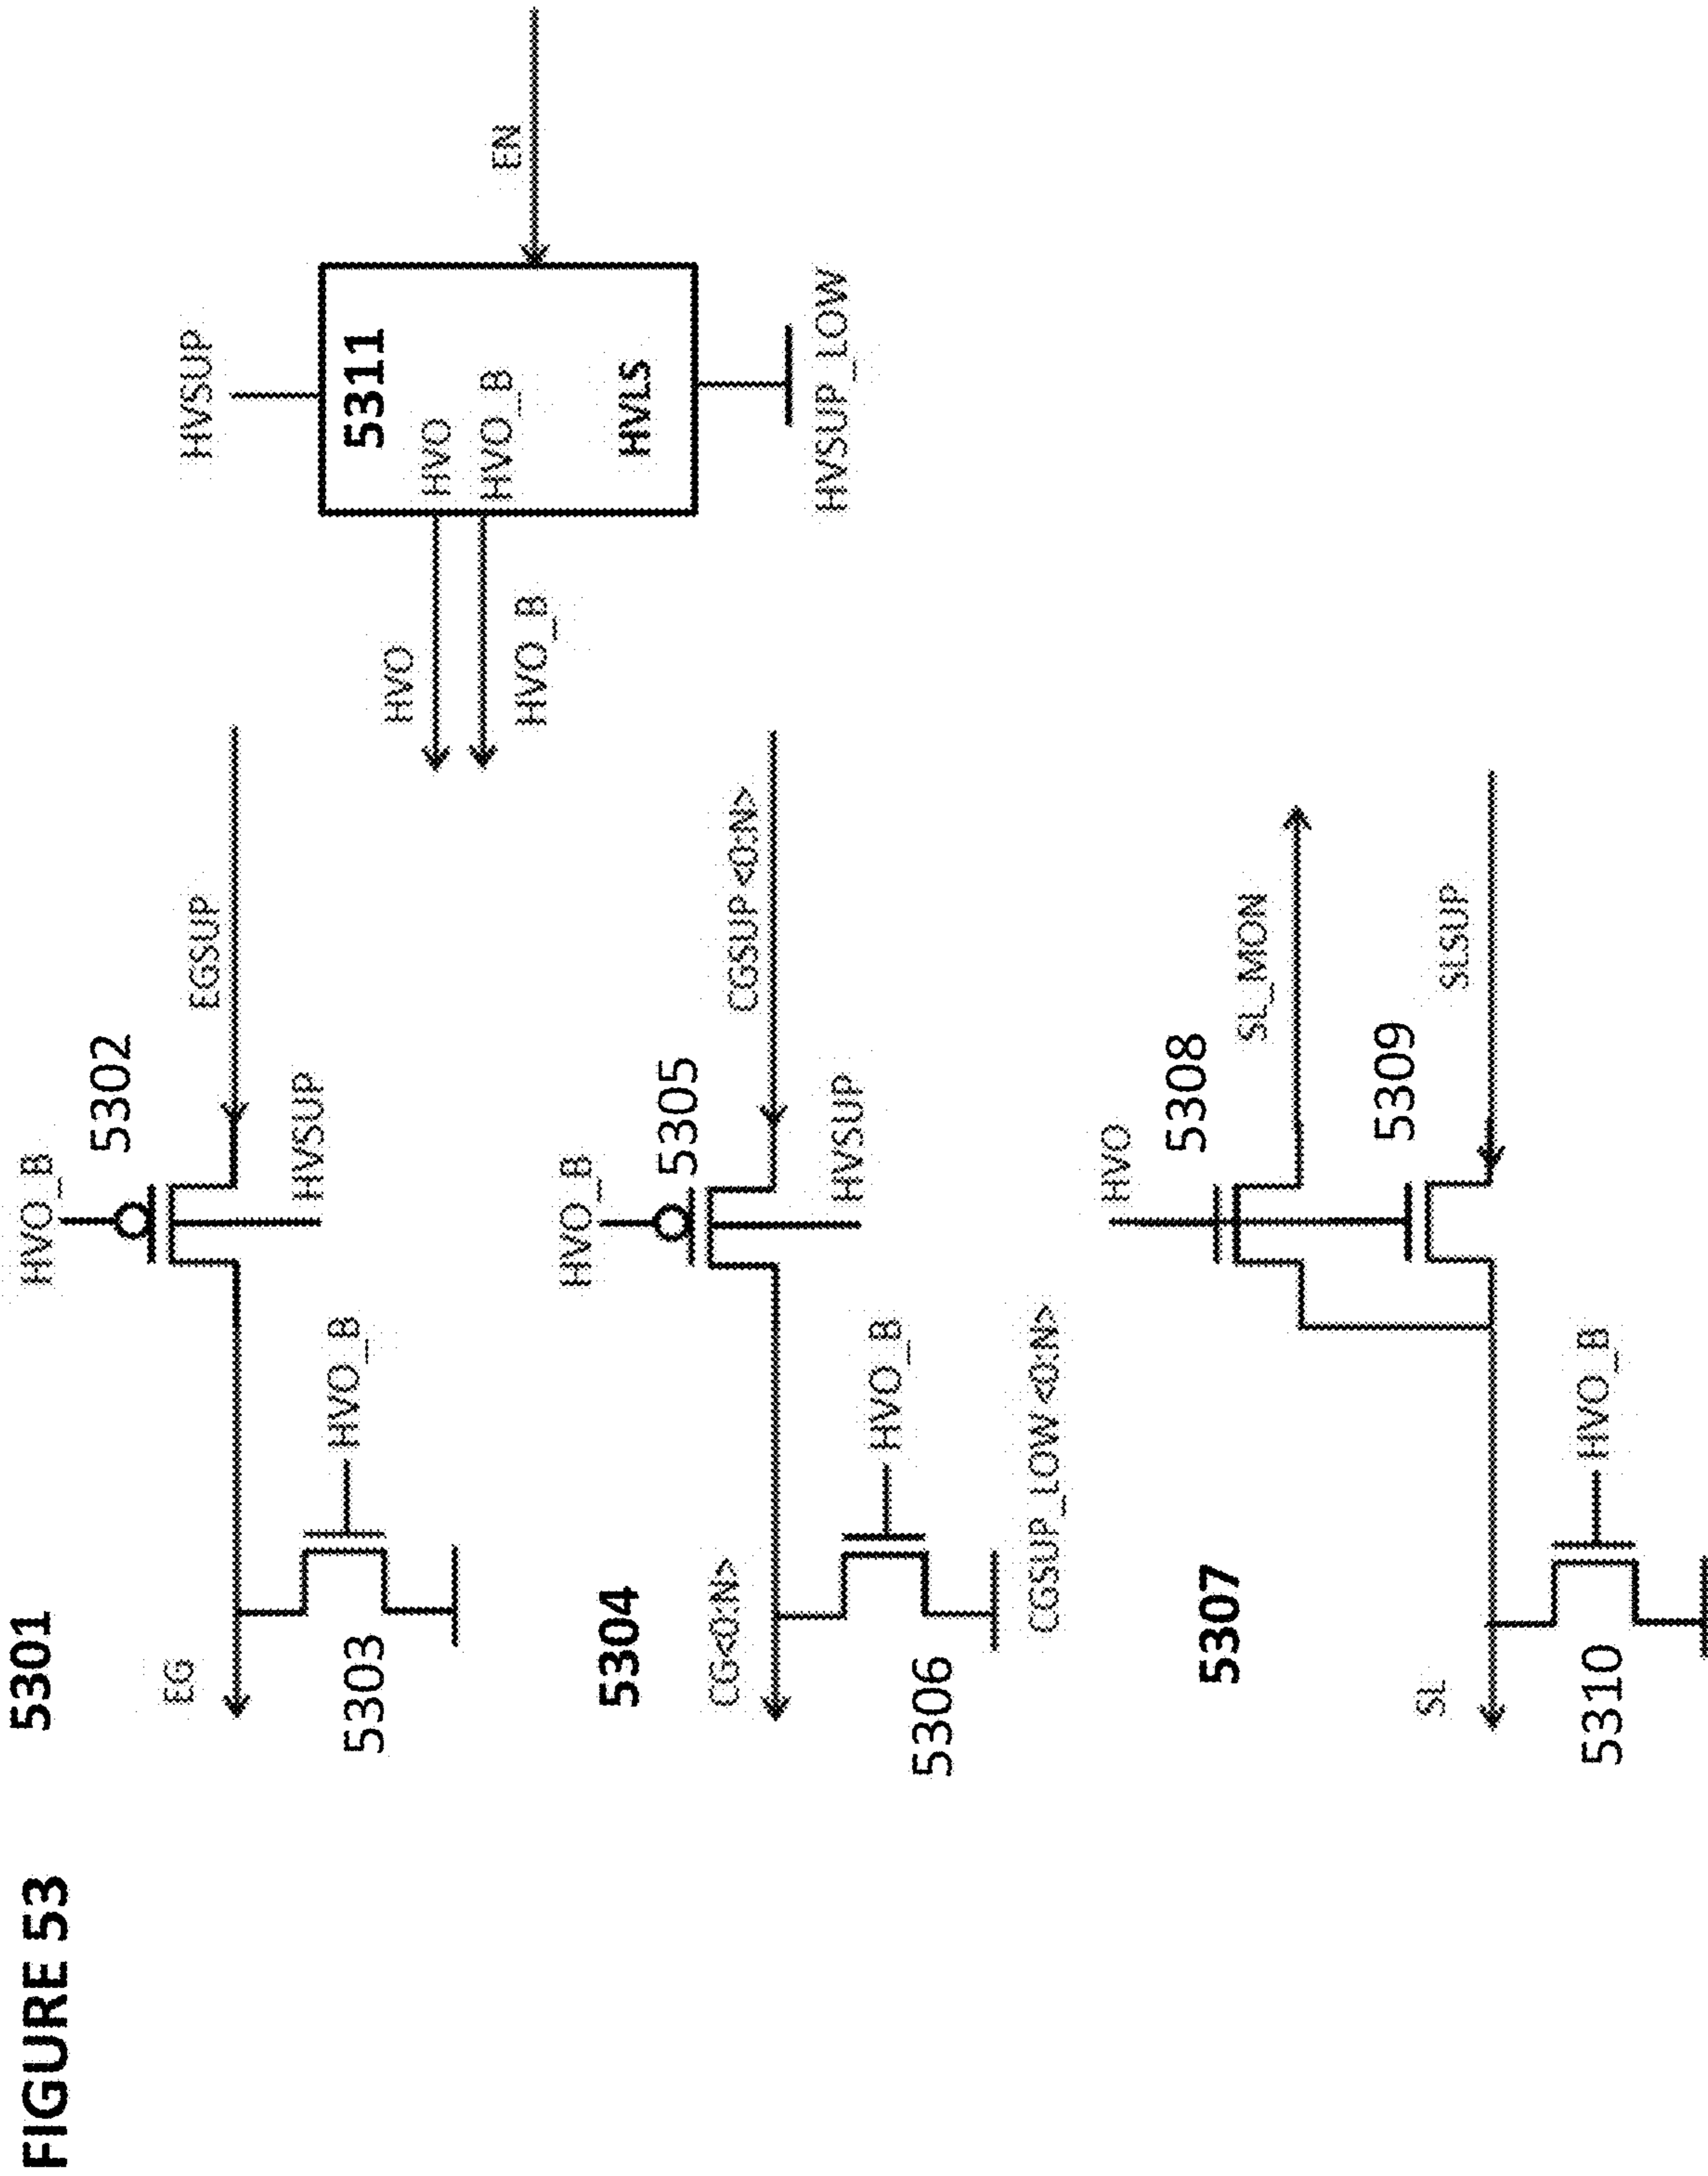 FIGURE 53
5301
HVO_B
5302
EG
EGSUP
HVSUP
HVO_B
5303
HVSUP
5311
HVO
HVO_B
HVLS
HVO
HVO_B
EN
HVSUP_LOW
5304
HVO_B
5305
CG<0:N>
CGSUP <0:N>
HVSUP
HVO_B
5306
CGSUP_LOW <0:N>
5307
HVO
5308
SL_MON
5309
SLSUP
SL
HVO_B
5310